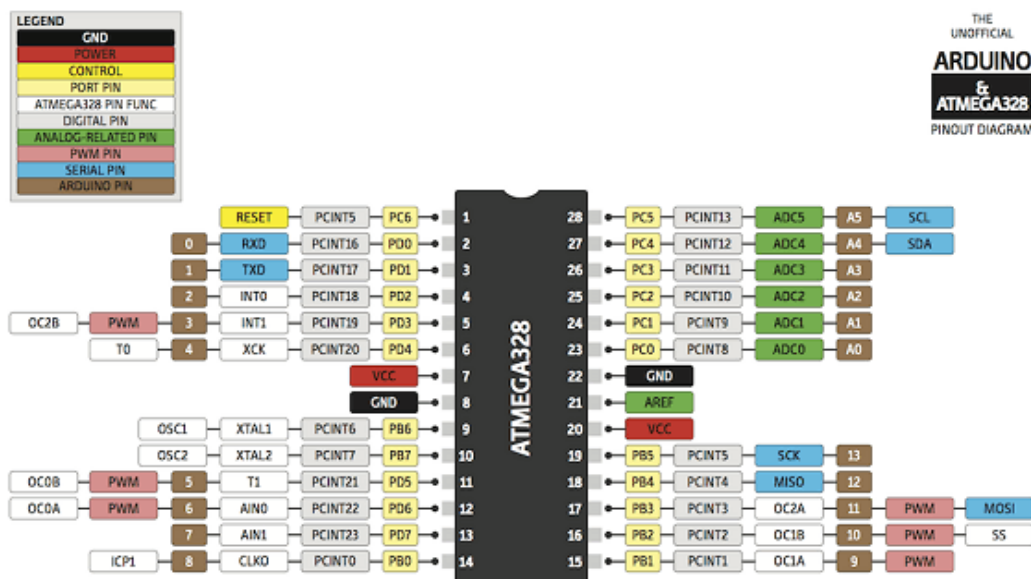 LEGEND
GND
POWER
CONTROL
PORT PIN
ATMEGA328 PIN FUNC
DIGITAL PIN
ANALOG-RELATED PIN
PWM PIN
SERIAL PIN
ARDUINO PIN
THE
UNOFFICIAL
ARDUINO
&
ATMEGA328
PINOUT DIAGRAM
RESET PCINT5 PC6 1 28 PC5 PCINT13 ADC5 A5 SCL
0 RXD PCINT16 PD0 2 27 PC4 PCINT12 ADC4 A4 SDA
1 TXD PCINT17 PD1 3 26 PC3 PCINT11 ADC3 A3
2 INT0 PCINT18 PD2 4 25 PC2 PCINT10 ADC2 A2
OC2B PWM 3 INT1 PCINT19 PD3 5 24 PC1 PCINT9 ADC1 A1
T0 4 XCK PCINT20 PD4 6 23 PC0 PCINT8 ADC0 A0
VCC 7 22 GND
GND 8 21 AREF
OSC1 XTAL1 PCINT6 PB6 9 20 VCC
OSC2 XTAL2 PCINT7 PB7 10 19 PB5 PCINT5 SCK 13
OC0B PWM 5 T1 PCINT21 PD5 11 18 PB4 PCINT4 MISO 12
OC0A PWM 6 AIN0 PCINT22 PD6 12 17 PB3 PCINT3 OC2A 11 PWM MOSI
7 AIN1 PCINT23 PD7 13 16 PB2 PCINT2 OC1B 10 PWM SS
ICP1 8 CLKO PCINT0 PB0 14 15 PB1 PCINT1 OC1A 9 PWM
ATMEGA328